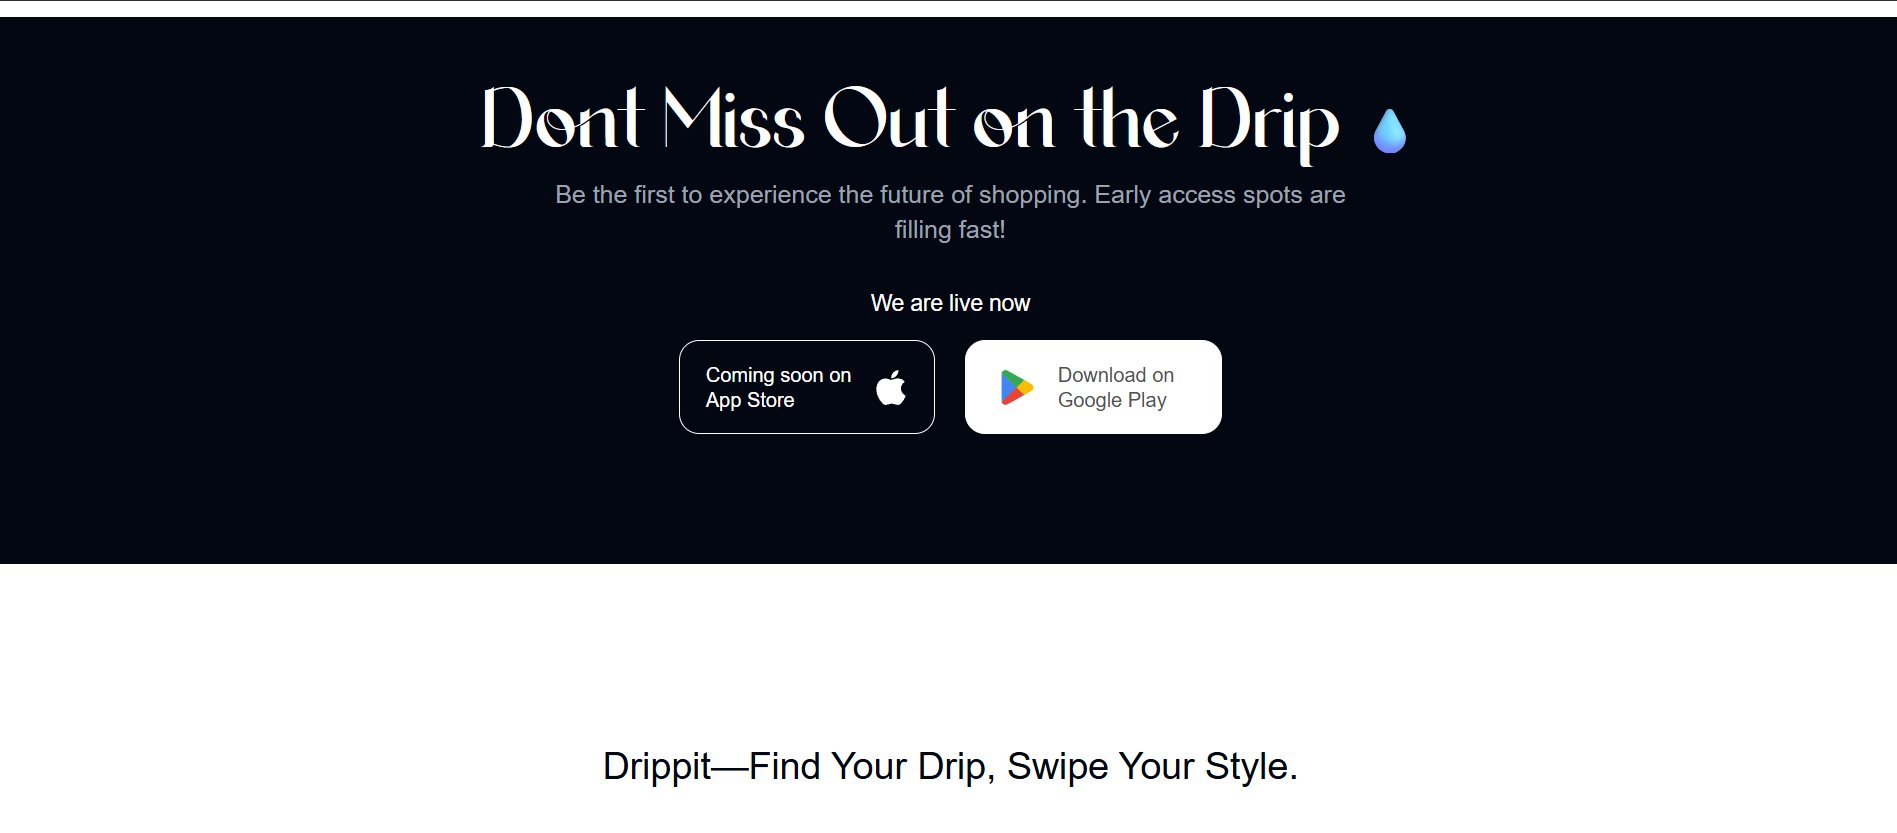 Dont Miss Out on the Drip 💧
Be the first to experience the future of shopping. Early access spots are
filling fast!
We are live now
Coming soon on
App Store
Download on
Google Play
Drippit—Find Your Drip, Swipe Your Style.